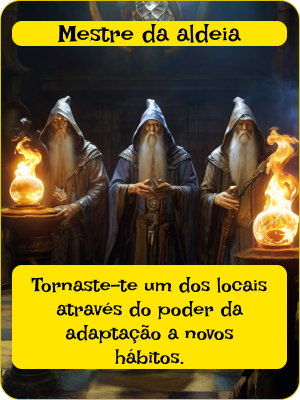 Mestre da aldeia
Tornaste-te um dos locais
através do poder da
adaptação a novos
hábitos.